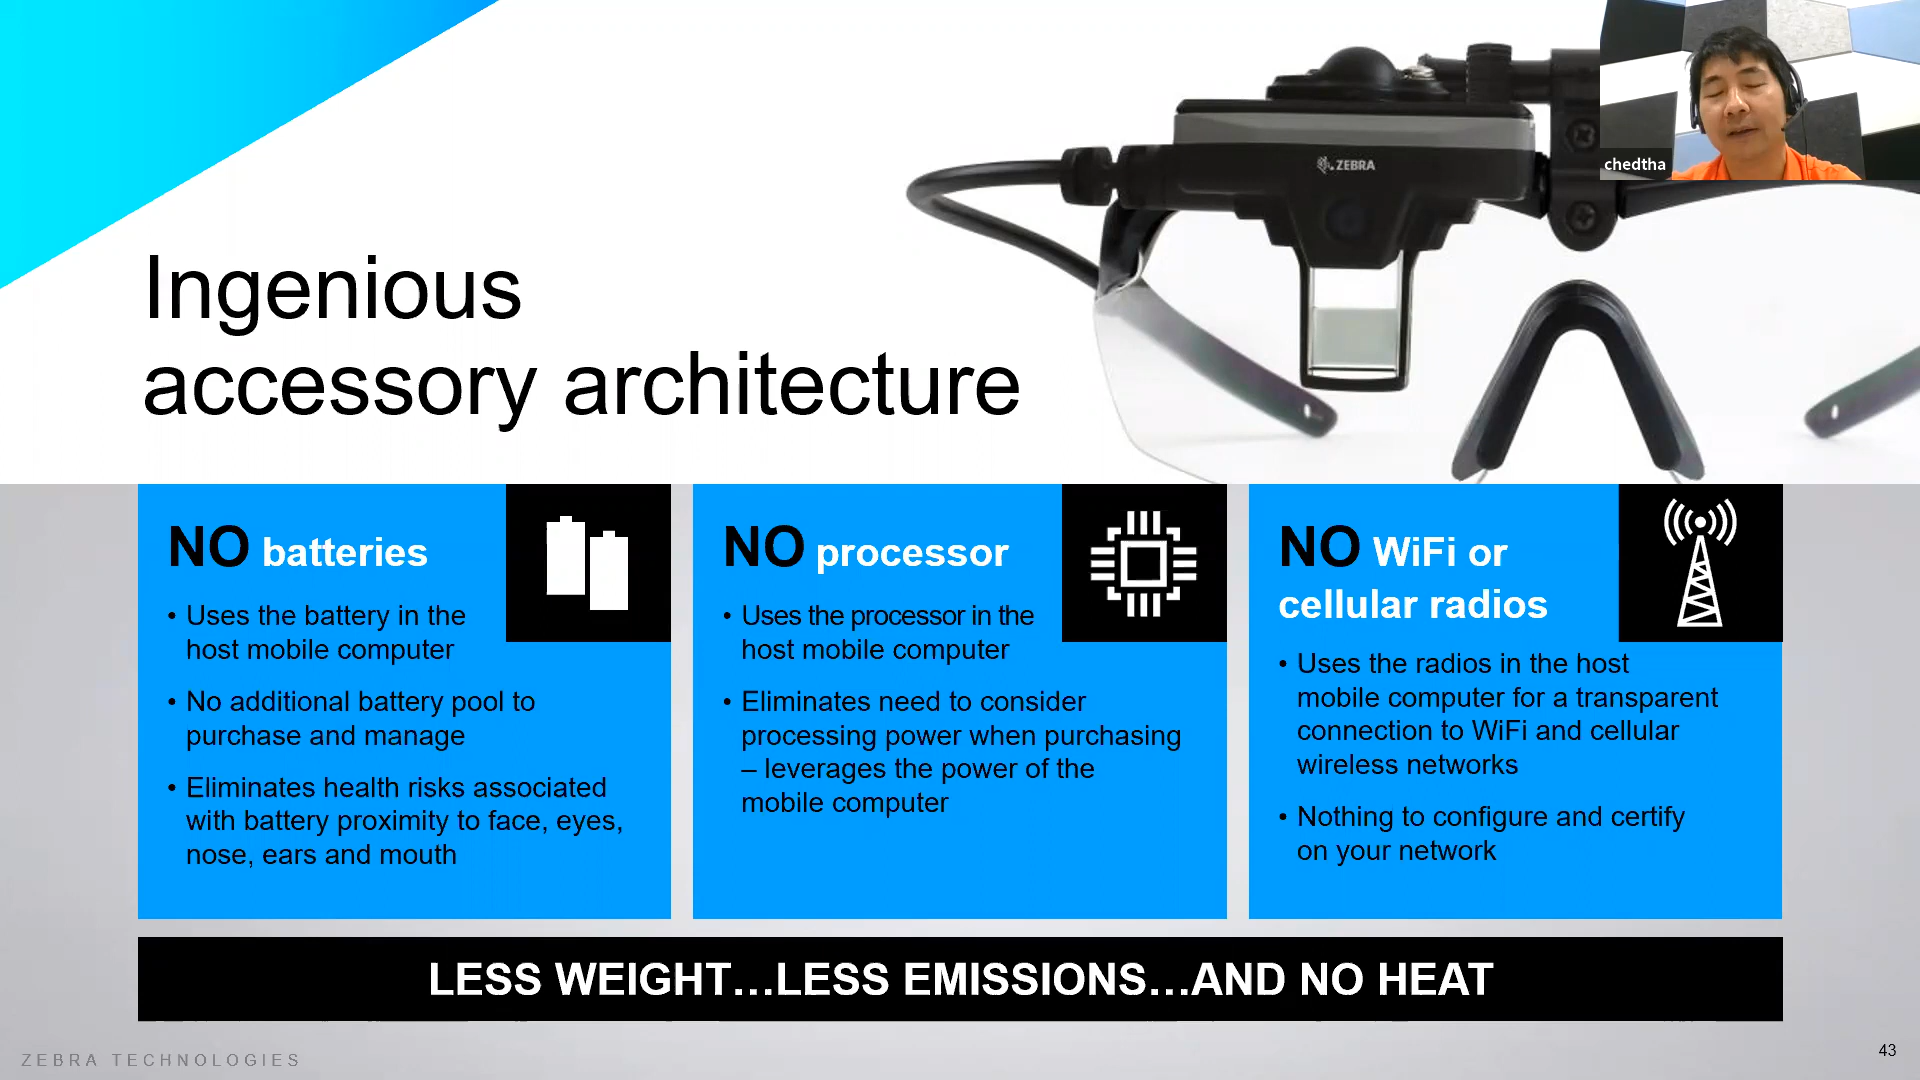 ZEBRA
chedtha
Ingenious
accessory architecture
NO batteries
• Uses the battery in the
host mobile computer
• No additional battery pool to
purchase and manage
• Eliminates health risks associated
with battery proximity to face, eyes,
nose, ears and mouth
NO processor
• Uses the processor in the
host mobile computer
• Eliminates need to consider
processing power when purchasing
– leverages the power of the
mobile computer
NO WiFi or
cellular radios
• Uses the radios in the host
mobile computer for a transparent
connection to WiFi and cellular
wireless networks
• Nothing to configure and certify
on your network
LESS WEIGHT…LESS EMISSIONS…AND NO HEAT
ZEBRA TECHNOLOGIES
43